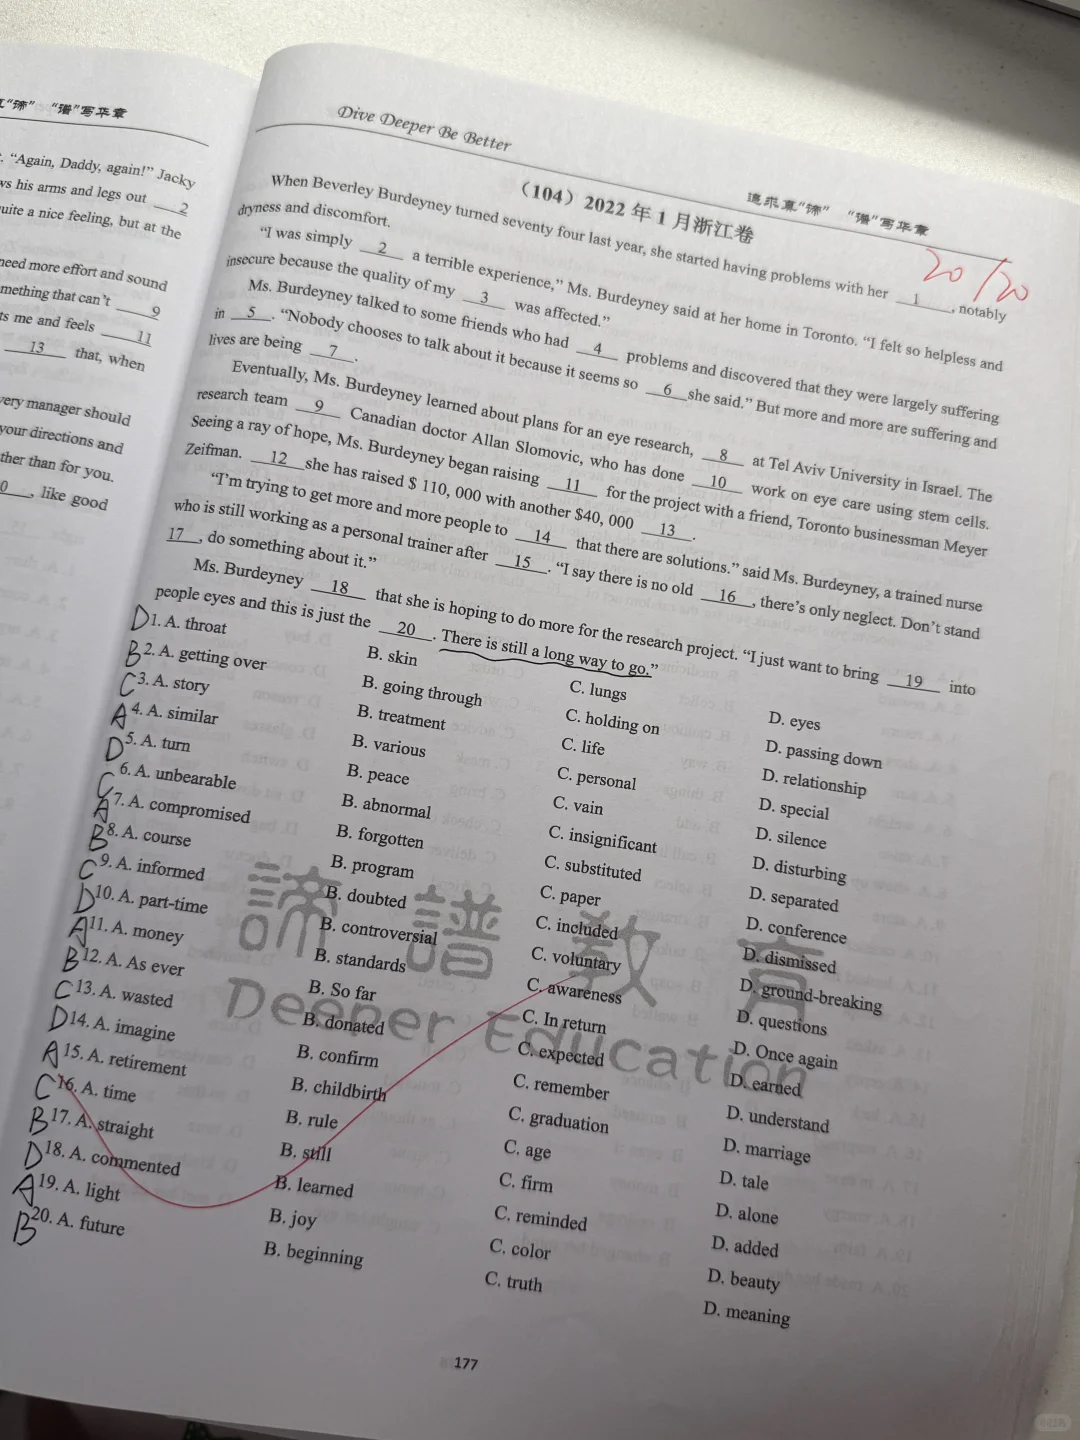 “谱”写华章
. “Again, Daddy, again!” Jacky
ws his arms and legs out 2
uite a nice feeling, but at the
need more effort and sound
mething that can’t 9
ts me and feels 11
13 that, when
very manager should
your directions and
ther than for you.
0, like good
Dive Deeper Be Better
追求真“谛” “谱”写华章
（104）2022 年 1 月浙江卷
20/20
When Beverley Burdeyney turned seventy four last year, she started having problems with her 1, notably
dryness and discomfort.
“I was simply 2 a terrible experience,” Ms. Burdeyney said at her home in Toronto. “I felt so helpless and
insecure because the quality of my 3 was affected.”
Ms. Burdeyney talked to some friends who had 4 problems and discovered that they were largely suffering
in 5. “Nobody chooses to talk about it because it seems so 6 she said.” But more and more are suffering and
lives are being 7.
Eventually, Ms. Burdeyney learned about plans for an eye research, 8 at Tel Aviv University in Israel. The
research team 9 Canadian doctor Allan Slomovic, who has done 10 work on eye care using stem cells.
Seeing a ray of hope, Ms. Burdeyney began raising 11 for the project with a friend, Toronto businessman Meyer
Zeifman. 12 she has raised $ 110, 000 with another $40, 000 13.
“I’m trying to get more and more people to 14 that there are solutions.” said Ms. Burdeyney, a trained nurse
who is still working as a personal trainer after 15. “I say there is no old 16, there’s only neglect. Don’t stand
17, do something about it.”
Ms. Burdeyney 18 that she is hoping to do more for the research project. “I just want to bring 19 into
people eyes and this is just the 20. There is still a long way to go.”
D 1. A. throat B. skin C. lungs D. eyes
B 2. A. getting over B. going through C. holding on D. passing down
C 3. A. story B. treatment C. life D. relationship
A 4. A. similar B. various C. personal D. special
D 5. A. turn B. peace C. vain D. silence
C 6. A. unbearable B. abnormal C. insignificant D. disturbing
A 7. A. compromised B. forgotten C. substituted D. separated
B 8. A. course B. program C. paper D. conference
C 9. A. informed B. doubted C. included D. dismissed
D 10. A. part-time B. controversial C. voluntary D. ground-breaking
A 11. A. money B. standards C. awareness D. questions
B 12. A. As ever B. So far C. In return D. Once again
C 13. A. wasted B. donated C. expected D. earned
D 14. A. imagine B. confirm C. remember D. understand
A 15. A. retirement B. childbirth C. graduation D. marriage
C 16. A. time B. rule C. age D. tale
B 17. A. straight B. still C. firm D. alone
D 18. A. commented B. learned C. reminded D. added
A 19. A. light B. joy C. color D. beauty
B 20. A. future B. beginning C. truth D. meaning
諦譜教育
Deeper Education
177